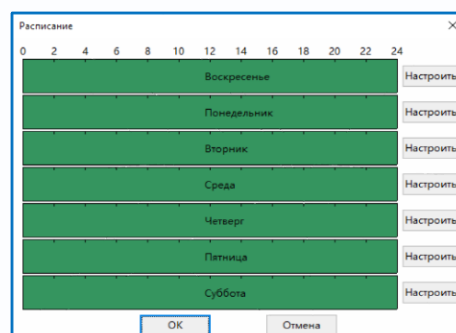 Расписание
0 2 4 6 8 10 12 14 16 18 20 22 24
Воскресенье Настроить
Понедельник Настроить
Вторник Настроить
Среда Настроить
Четверг Настроить
Пятница Настроить
Суббота Настроить
OK Отмена